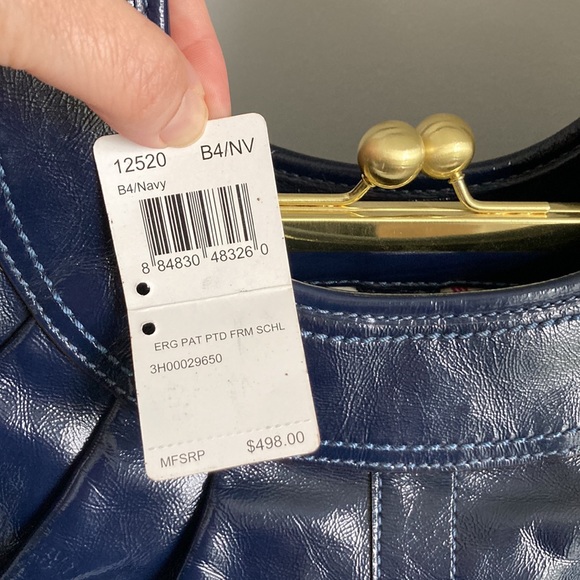 12520 B4/NV
B4/Navy
8 84830 48326 0
ERG PAT PTD FRM SCHL
3H00029650
MFSRP $498.00